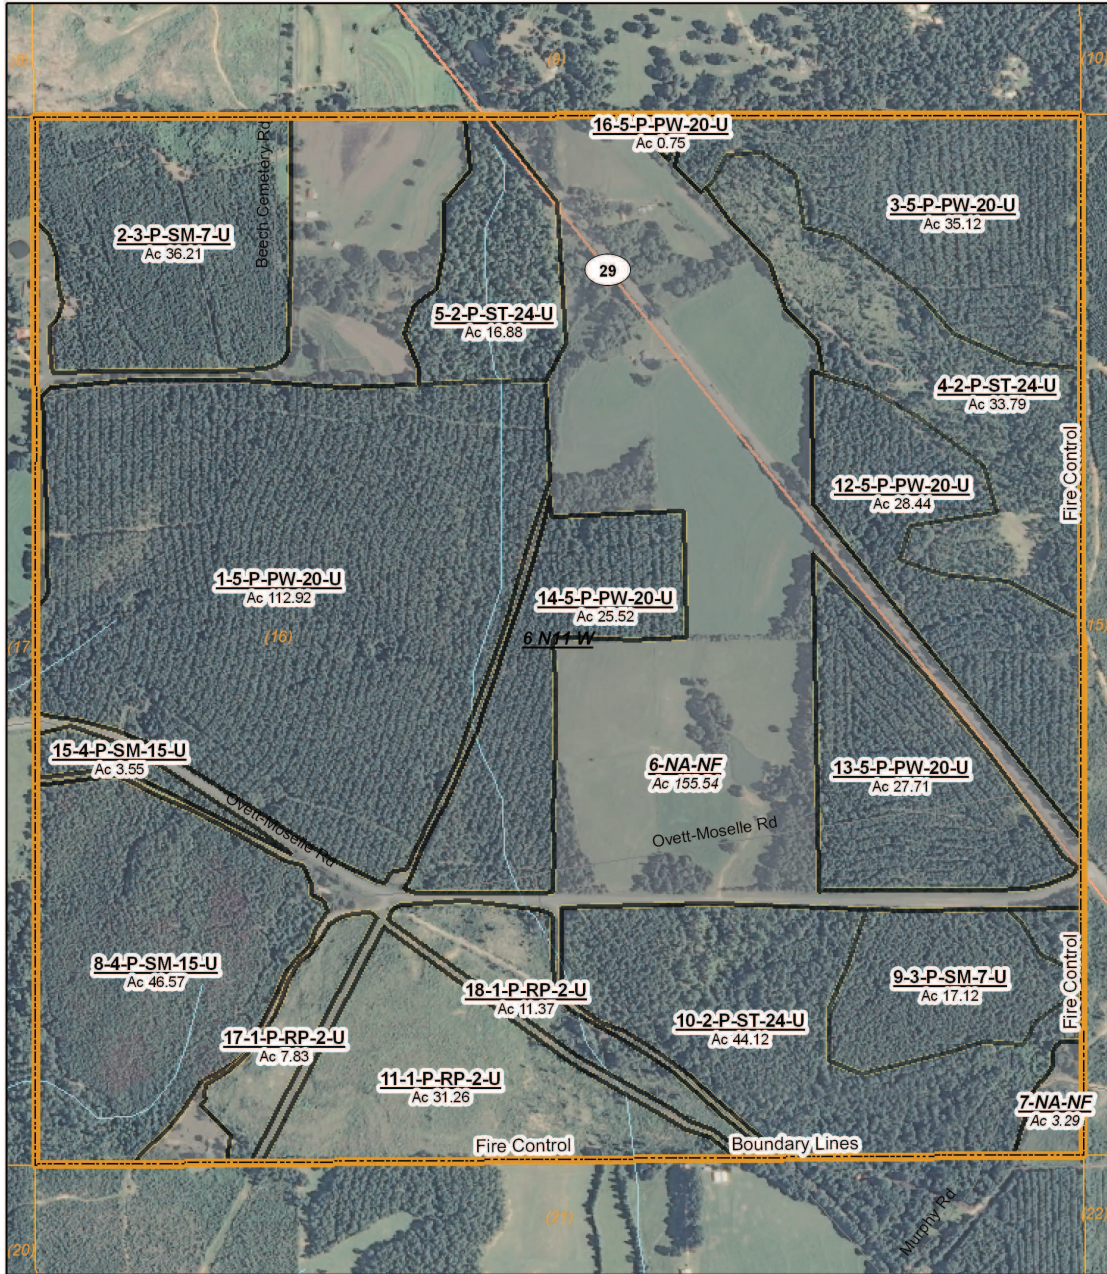 (8)
(9)
(10)
16-5-P-PW-20-U
Ac 0.75
Beech Cemetery Rd
3-5-P-PW-20-U
Ac 35.12
2-3-P-SM-7-U
Ac 36.21
29
5-2-P-ST-24-U
Ac 16.88
4-2-P-ST-24-U
Ac 33.79
Fire Control
12-5-P-PW-20-U
Ac 28.44
1-5-P-PW-20-U
Ac 112.92
14-5-P-PW-20-U
Ac 25.52
(17)
(16)
6 N11 W
(15)
15-4-P-SM-15-U
Ac 3.55
6-NA-NF
Ac 155.54
13-5-P-PW-20-U
Ac 27.71
Ovett-Moselle Rd
Ovett-Moselle Rd
8-4-P-SM-15-U
Ac 46.57
18-1-P-RP-2-U
Ac 11.37
9-3-P-SM-7-U
Ac 17.12
Fire Control
10-2-P-ST-24-U
Ac 44.12
17-1-P-RP-2-U
Ac 7.83
11-1-P-RP-2-U
Ac 31.26
7-NA-NF
Ac 3.29
Fire Control
Boundary Lines
Murphy Rd
(20)
(21)
(22)